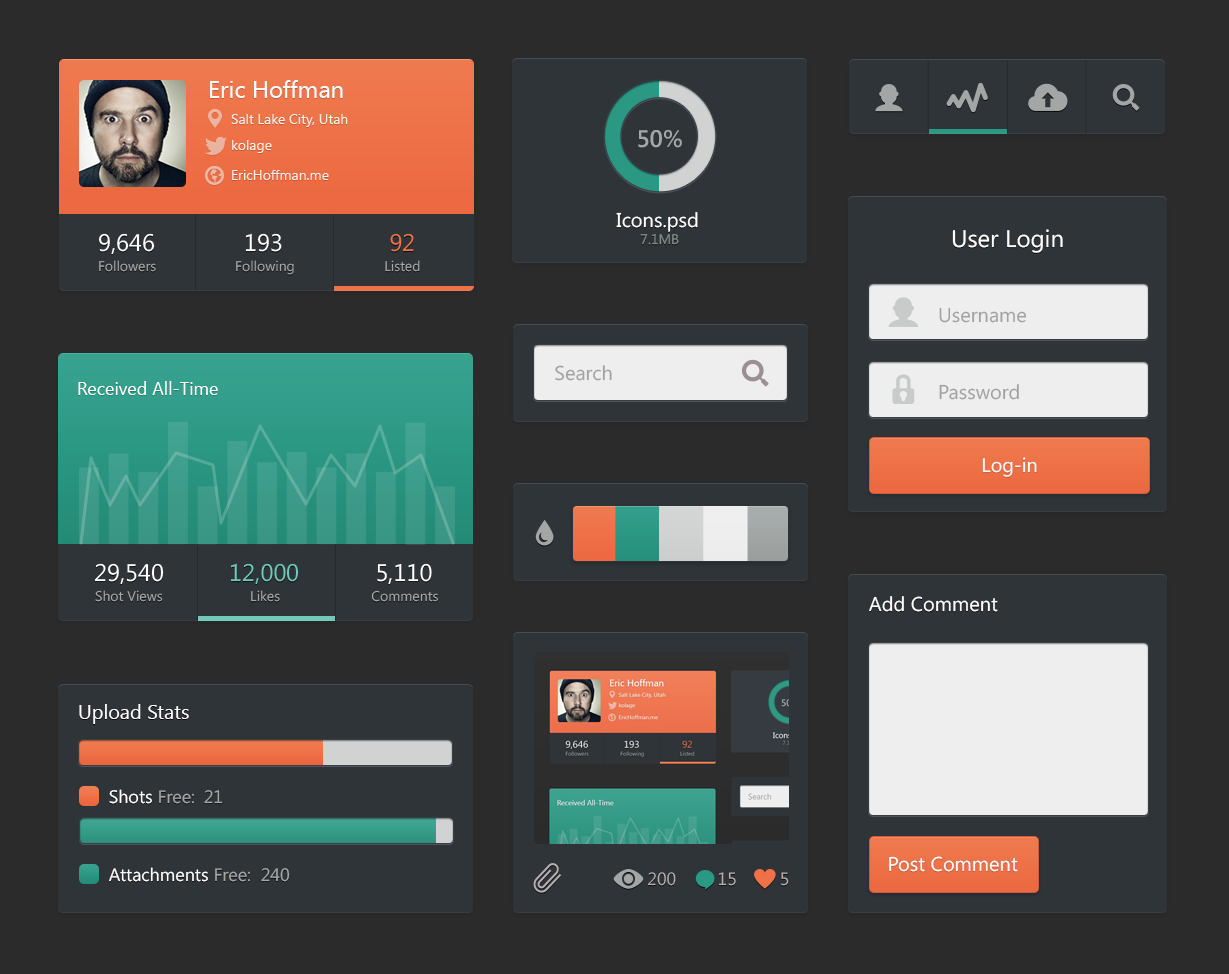 Eric Hoffman
Salt Lake City, Utah
kolage
EricHoffman.me
9,646
Followers
193
Following
92
Listed
Received All-Time
29,540
Shot Views
12,000
Likes
5,110
Comments
Upload Stats
Shots Free: 21
Attachments Free: 240
50%
Icons.psd
7.1MB
Search
Eric Hoffman
Salt Lake City, Utah
kolage
EricHoffman.me
9,646
Followers
193
Following
92
Listed
Received All-Time
50
Icons
Search
200
15
5
User Login
Username
Password
Log-in
Add Comment
Post Comment